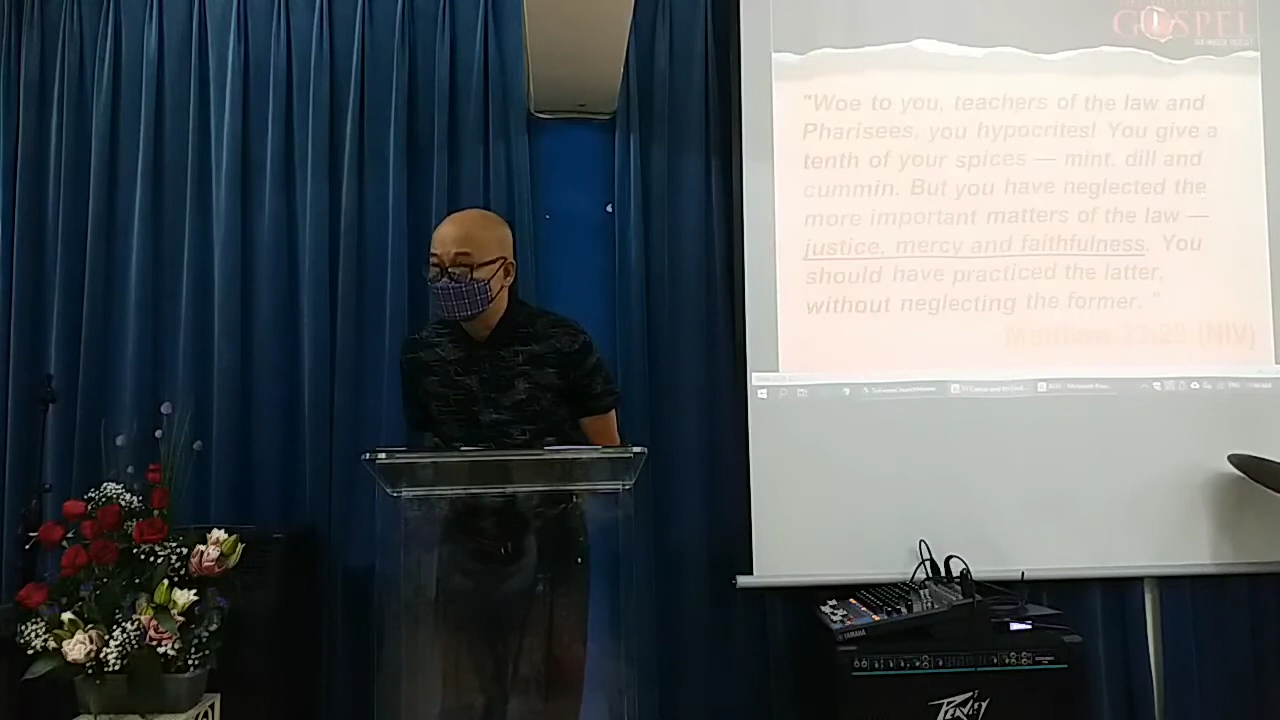 GOSPEL
"Woe to you, teachers of the law and
Pharisees, you hypocrites! You give a
tenth of your spices — mint, dill and
cummin. But you have neglected the
more important matters of the law —
justice, mercy and faithfulness. You
should have practiced the latter,
without neglecting the former. "
(NIV)
YAMAHA
PEAVEY